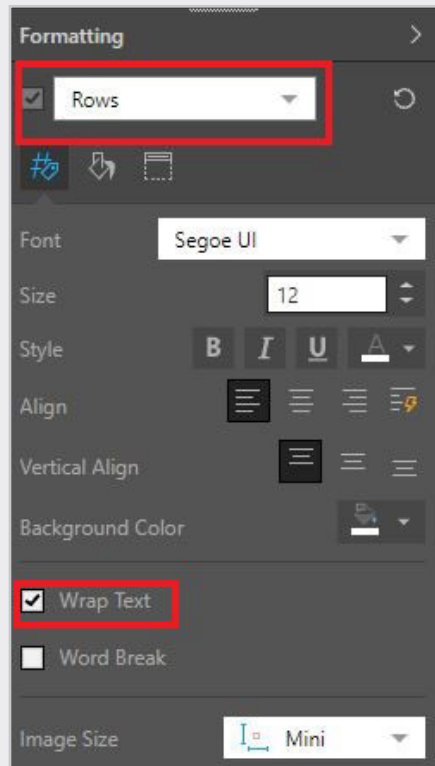 Formatting
Rows
Font Segoe UI
Size 12
Style B I U A
Align
Vertical Align
Background Color
Wrap Text
Word Break
Image Size Mini